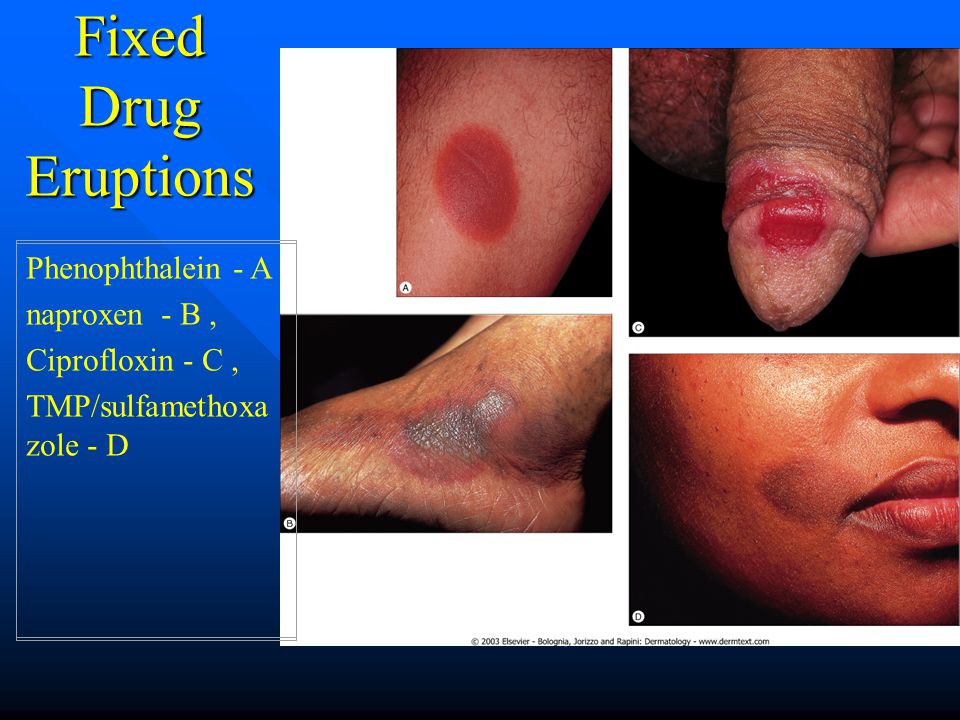 Fixed
Drug
Eruptions
Phenophthalein - A
naproxen - B ,
Ciprofloxin - C ,
TMP/sulfamethoxa
zole - D
A
C
B
D
© 2003 Elsevier - Bolognia, Jorizzo and Rapini: Dermatology - www.dermtext.com